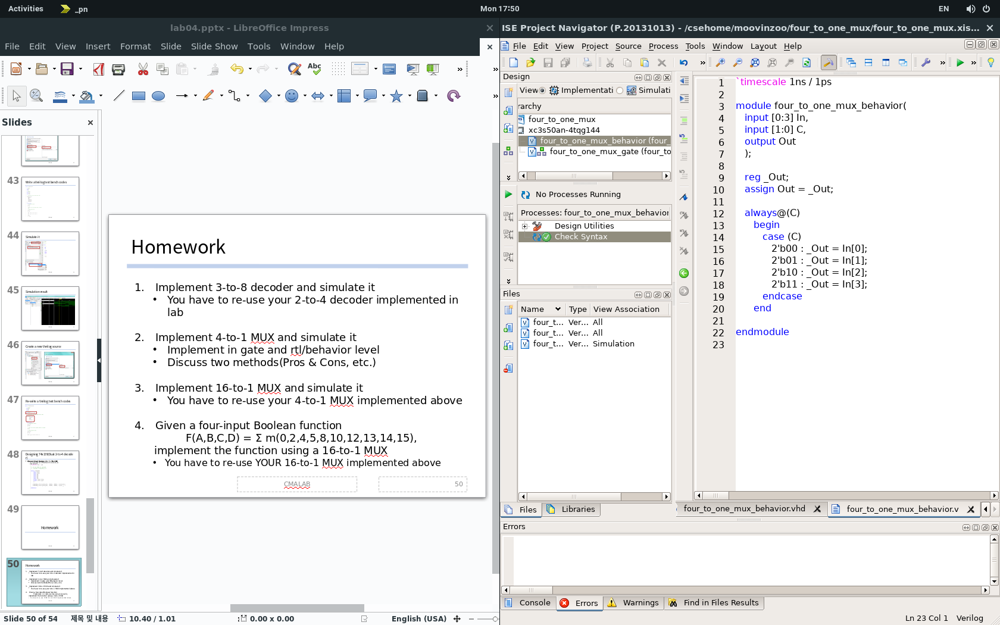 Activities
_pn
Mon 17:50
EN
lab04.pptx - LibreOffice Impress
File Edit View Insert Format Slide Slide Show Tools Window Help
Abc
Slides
43
Write a Verilog test bench codes
44
Simulate it
45
Simulation result
46
Create a new Verilog source
47
Re-write a Verilog test bench codes
48
49
Homework
50
Homework
Homework
1. Implement 3-to-8 decoder and simulate it
• You have to re-use your 2-to-4 decoder implemented in
lab
2. Implement 4-to-1 MUX and simulate it
• Implement in gate and rtl/behavior level
• Discuss two methods(Pros & Cons, etc.)
3. Implement 16-to-1 MUX and simulate it
• You have to re-use your 4-to-1 MUX implemented above
4. Given a four-input Boolean function
F(A,B,C,D) = Σ m(0,2,4,5,8,10,12,13,14,15),
implement the function using a 16-to-1 MUX
• You have to re-use YOUR 16-to-1 MUX implemented above
CMALAB
50
Slide 50 of 54
제목 및 내용
10.40 / 1.01
0.00 x 0.00
English (USA)
ISE Project Navigator (P.20131013) - /csehome/moovinzoo/four_to_one_mux/four_to_one_mux.xis...
File Edit View Project Source Process Tools Window Layout Help
Design
View Implementati Simulati
rarchy
four_to_one_mux
xc3s50an-4tqg144
four_to_one_mux_behavior (four_
four_to_one_mux_gate (four_to
No Processes Running
Processes: four_to_one_mux_behavior
Design Utilities
Check Syntax
Files
Name Type View Association
four_t... Ver... All
four_t... Ver... All
four_t... Ver... Simulation
Files
Libraries
1 `timescale 1ns / 1ps
2
3 module four_to_one_mux_behavior(
4 input [0:3] In,
5 input [1:0] C,
6 output Out
7 );
8
9 reg _Out;
10 assign Out = _Out;
11
12 always@(C)
13 begin
14 case (C)
15 2'b00 : _Out = In[0];
16 2'b01 : _Out = In[1];
17 2'b10 : _Out = In[2];
18 2'b11 : _Out = In[3];
19 endcase
20 end
21
22 endmodule
23
four_to_one_mux_behavior.vhd
four_to_one_mux_behavior.v
Errors
Console
Errors
Warnings
Find in Files Results
Ln 23 Col 1 Verilog